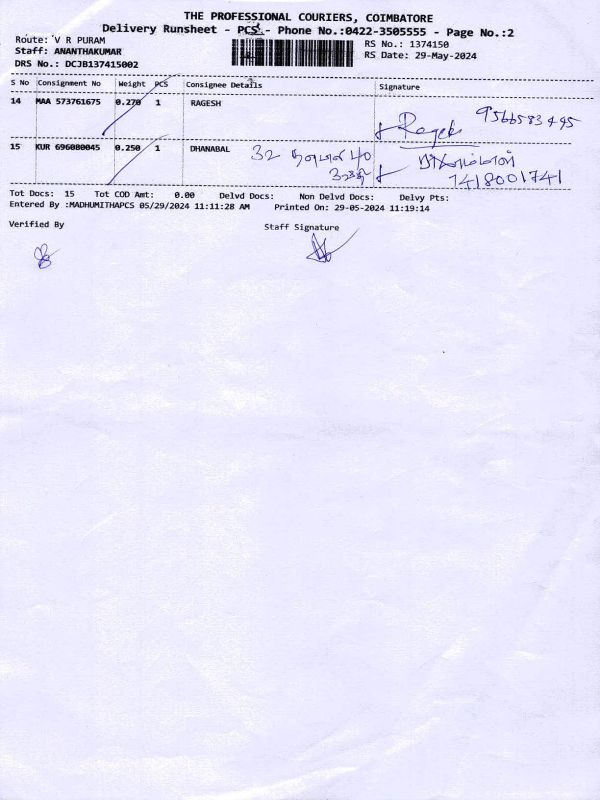 THE PROFESSIONAL COURIERS, COIMBATORE
Delivery Runsheet - PCS - Phone No.:0422-3505555 - Page No.:2
Route: V R PURAM
RS No.: 1374150
Staff: ANANTHAKUMAR
RS Date: 29-May-2024
DRS No.: DCJB137415002
S No Consignment No Weight PCS Consignee Details Signature
14 MAA 573761675 0.270 1 RAGESH Ragesh 9566583495
15 KUR 696080045 0.250 1 DHANABAL 32 40
7418001741
Tot Docs: 15 Tot COD Amt: 0.00 Delvd Docs: Non Delvd Docs: Delvy Pts:
Entered By :MADHUMITHAPCS 05/29/2024 11:11:28 AM Printed On: 29-05-2024 11:19:14
Verified By
Staff Signature